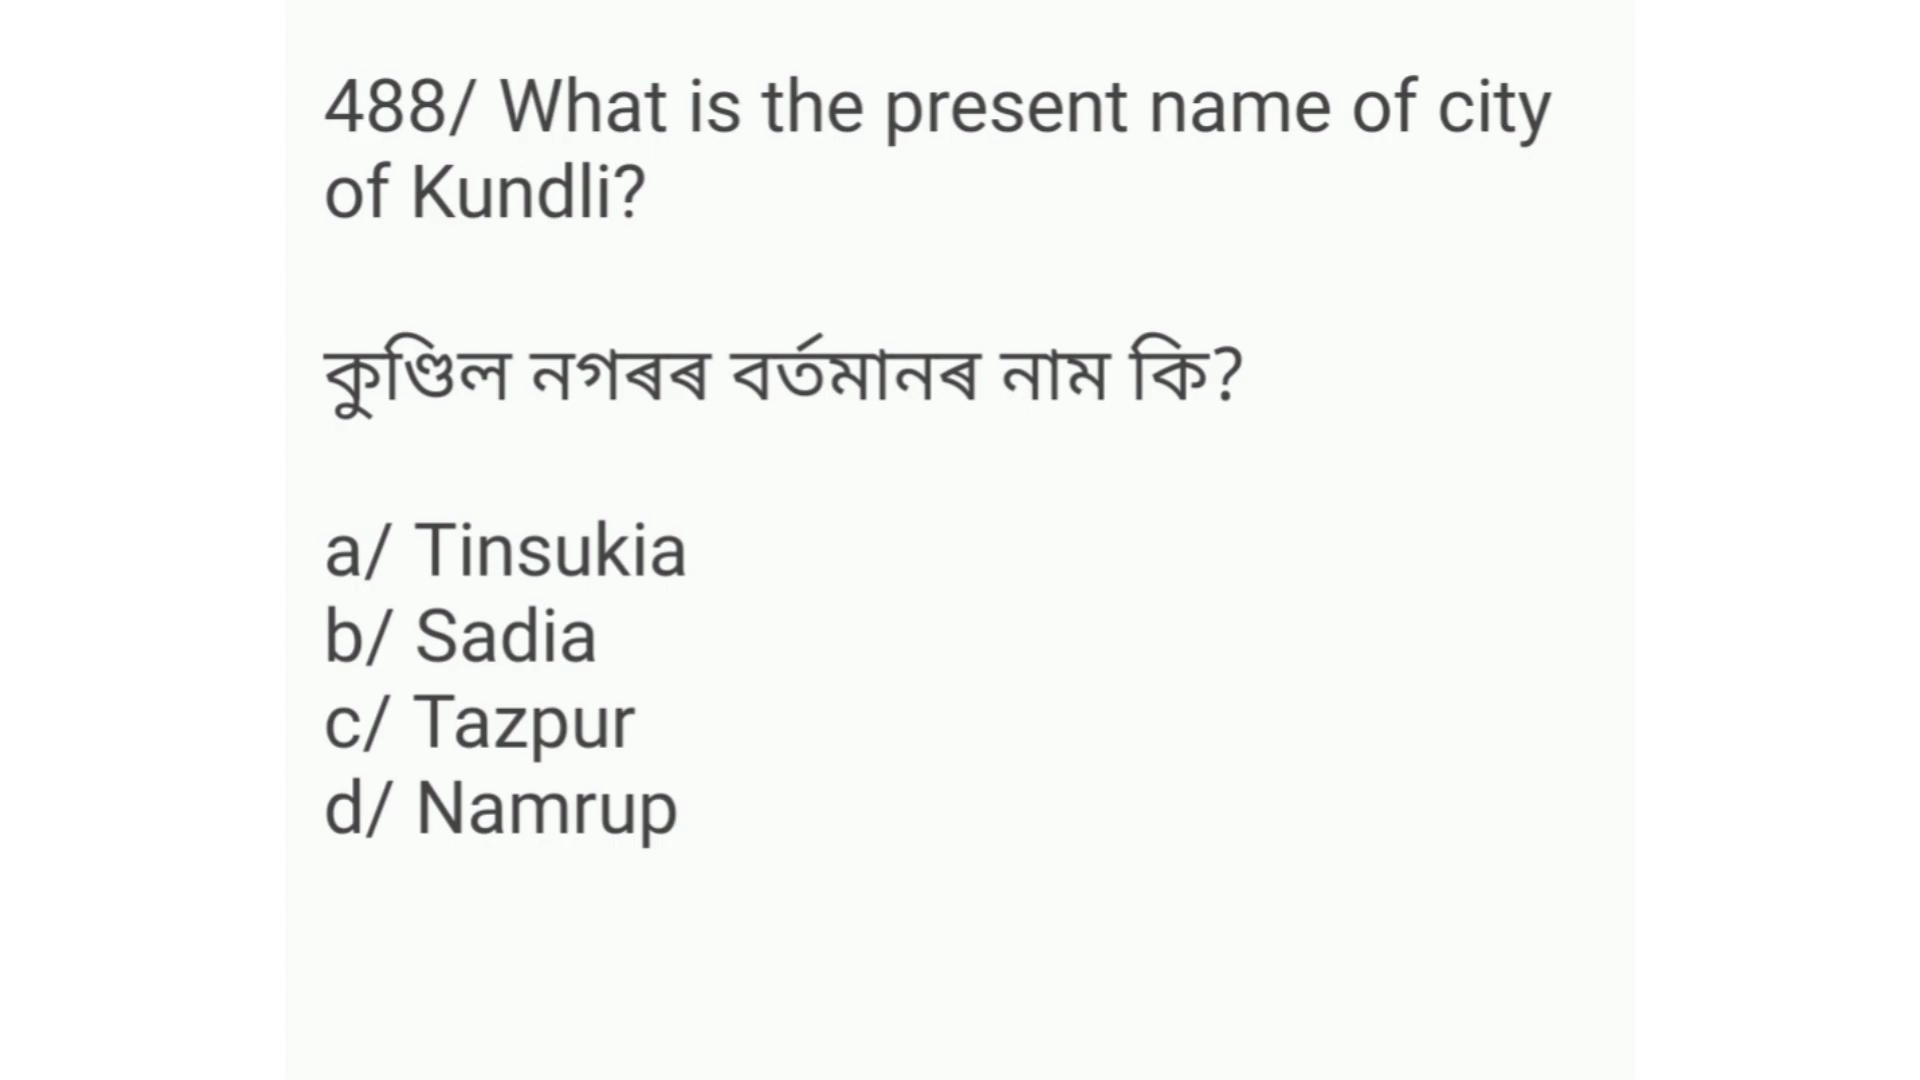 488/ What is the present name of city
of Kundli?
কুণ্ডিল নগৰৰ বৰ্তমানৰ নাম কি?
a/ Tinsukia
b/ Sadia
c/ Tazpur
d/ Namrup